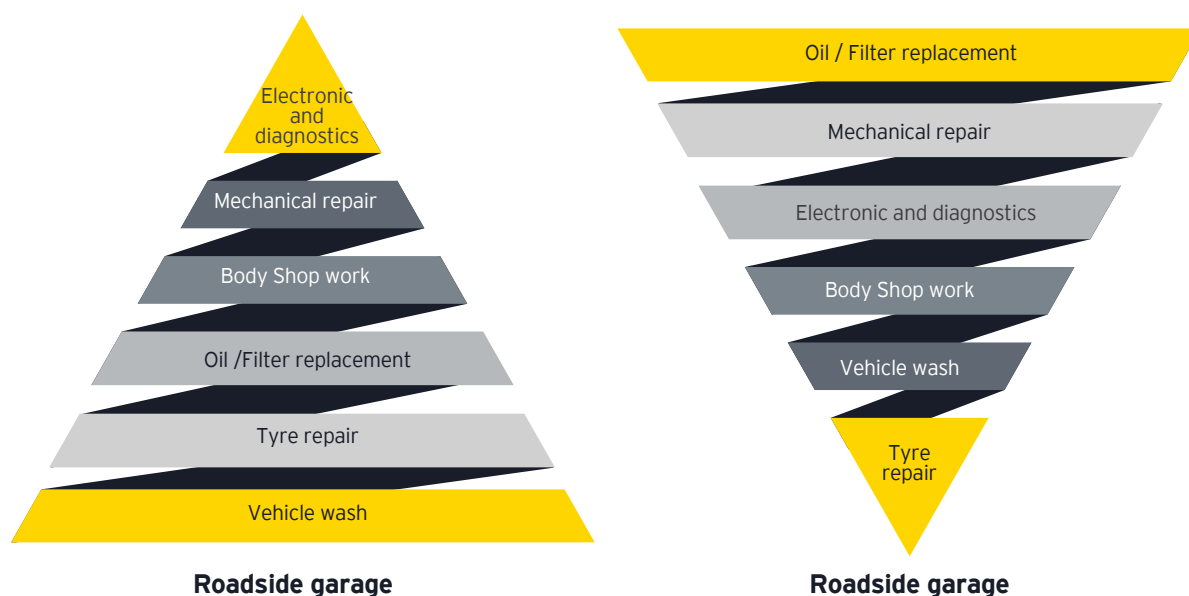 Electronic
and
diagnostics
Mechanical repair
Body Shop work
Oil /Filter replacement
Tyre repair
Vehicle wash
Roadside garage
Oil / Filter replacement
Mechanical repair
Electronic and diagnostics
Body Shop work
Vehicle wash
Tyre
repair
Roadside garage